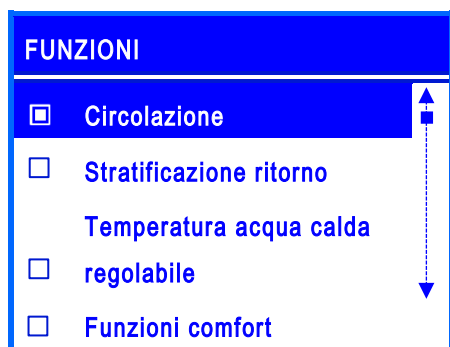 FUNZIONI
Circolazione
Stratificazione ritorno
Temperatura acqua calda
regolabile
Funzioni comfort